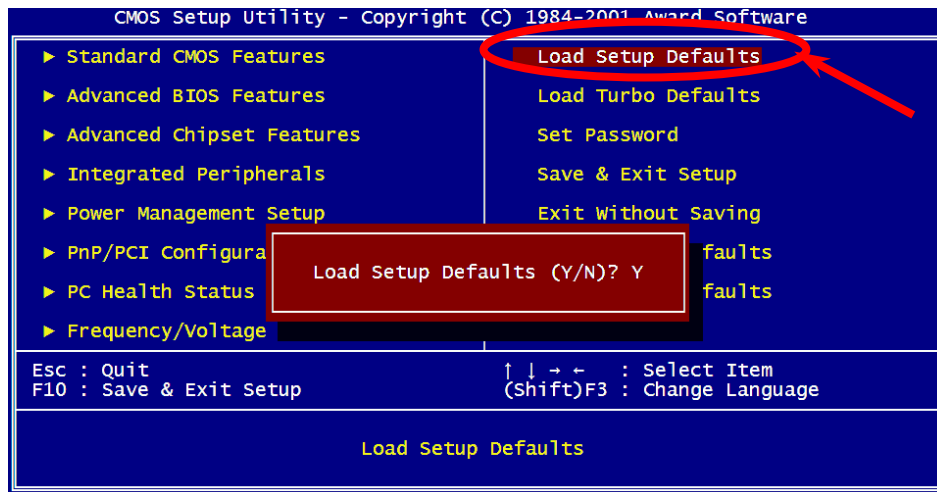 CMOS Setup Utility - Copyright (C) 1984-2001 Award Software
▶ Standard CMOS Features
▶ Advanced BIOS Features
▶ Advanced Chipset Features
▶ Integrated Peripherals
▶ Power Management Setup
▶ PnP/PCI Configura
▶ PC Health Status
▶ Frequency/Voltage
Load Setup Defaults
Load Turbo Defaults
Set Password
Save & Exit Setup
Exit Without Saving
faults
faults
Load Setup Defaults (Y/N)? Y
Esc : Quit
F10 : Save & Exit Setup
↑ ↓ → ← : Select Item
(Shift)F3 : Change Language
Load Setup Defaults